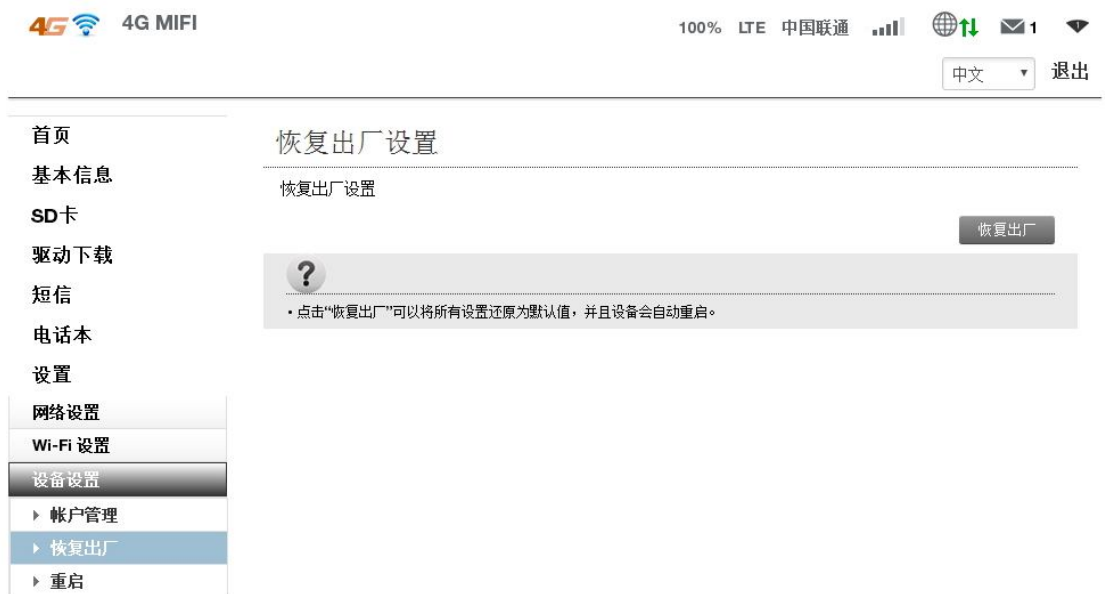 4G 4G MIFI 100% LTE 中国联通 1
中文 退出
首页
基本信息
SD卡
驱动下载
短信
电话本
设置
网络设置
Wi-Fi 设置
设备设置
帐户管理
恢复出厂
重启
恢复出厂设置
恢复出厂设置
恢复出厂
?
•点击“恢复出厂”可以将所有设置还原为默认值，并且设备会自动重启。